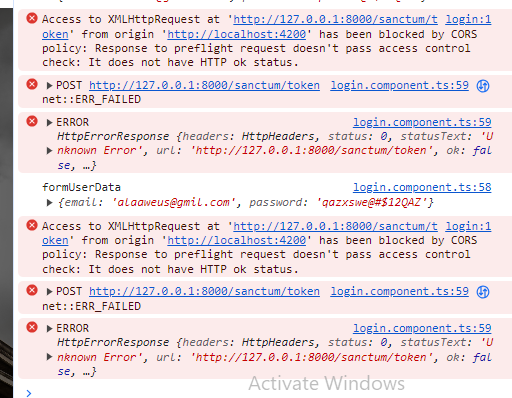 Access to XMLHttpRequest at 'http://127.0.0.1:8000/sanctum/t login:1
oken' from origin 'http://localhost:4200' has been blocked by CORS
policy: Response to preflight request doesn't pass access control
check: It does not have HTTP ok status.
POST http://127.0.0.1:8000/sanctum/token login.component.ts:59
net::ERR_FAILED
ERROR login.component.ts:59
HttpErrorResponse {headers: HttpHeaders, status: 0, statusText: 'U
nknown Error', url: 'http://127.0.0.1:8000/sanctum/token', ok: fal
se, …}
formUserData login.component.ts:58
{email: 'alaaweus@gmil.com', password: 'qazxswe@#$12QAZ'}
Access to XMLHttpRequest at 'http://127.0.0.1:8000/sanctum/t login:1
oken' from origin 'http://localhost:4200' has been blocked by CORS
policy: Response to preflight request doesn't pass access control
check: It does not have HTTP ok status.
POST http://127.0.0.1:8000/sanctum/token login.component.ts:59
net::ERR_FAILED
ERROR login.component.ts:59
HttpErrorResponse {headers: HttpHeaders, status: 0, statusText: 'U
nknown Error', url: 'http://127.0.0.1:8000/sanctum/token', ok: fal
se, …}
Activate Windows